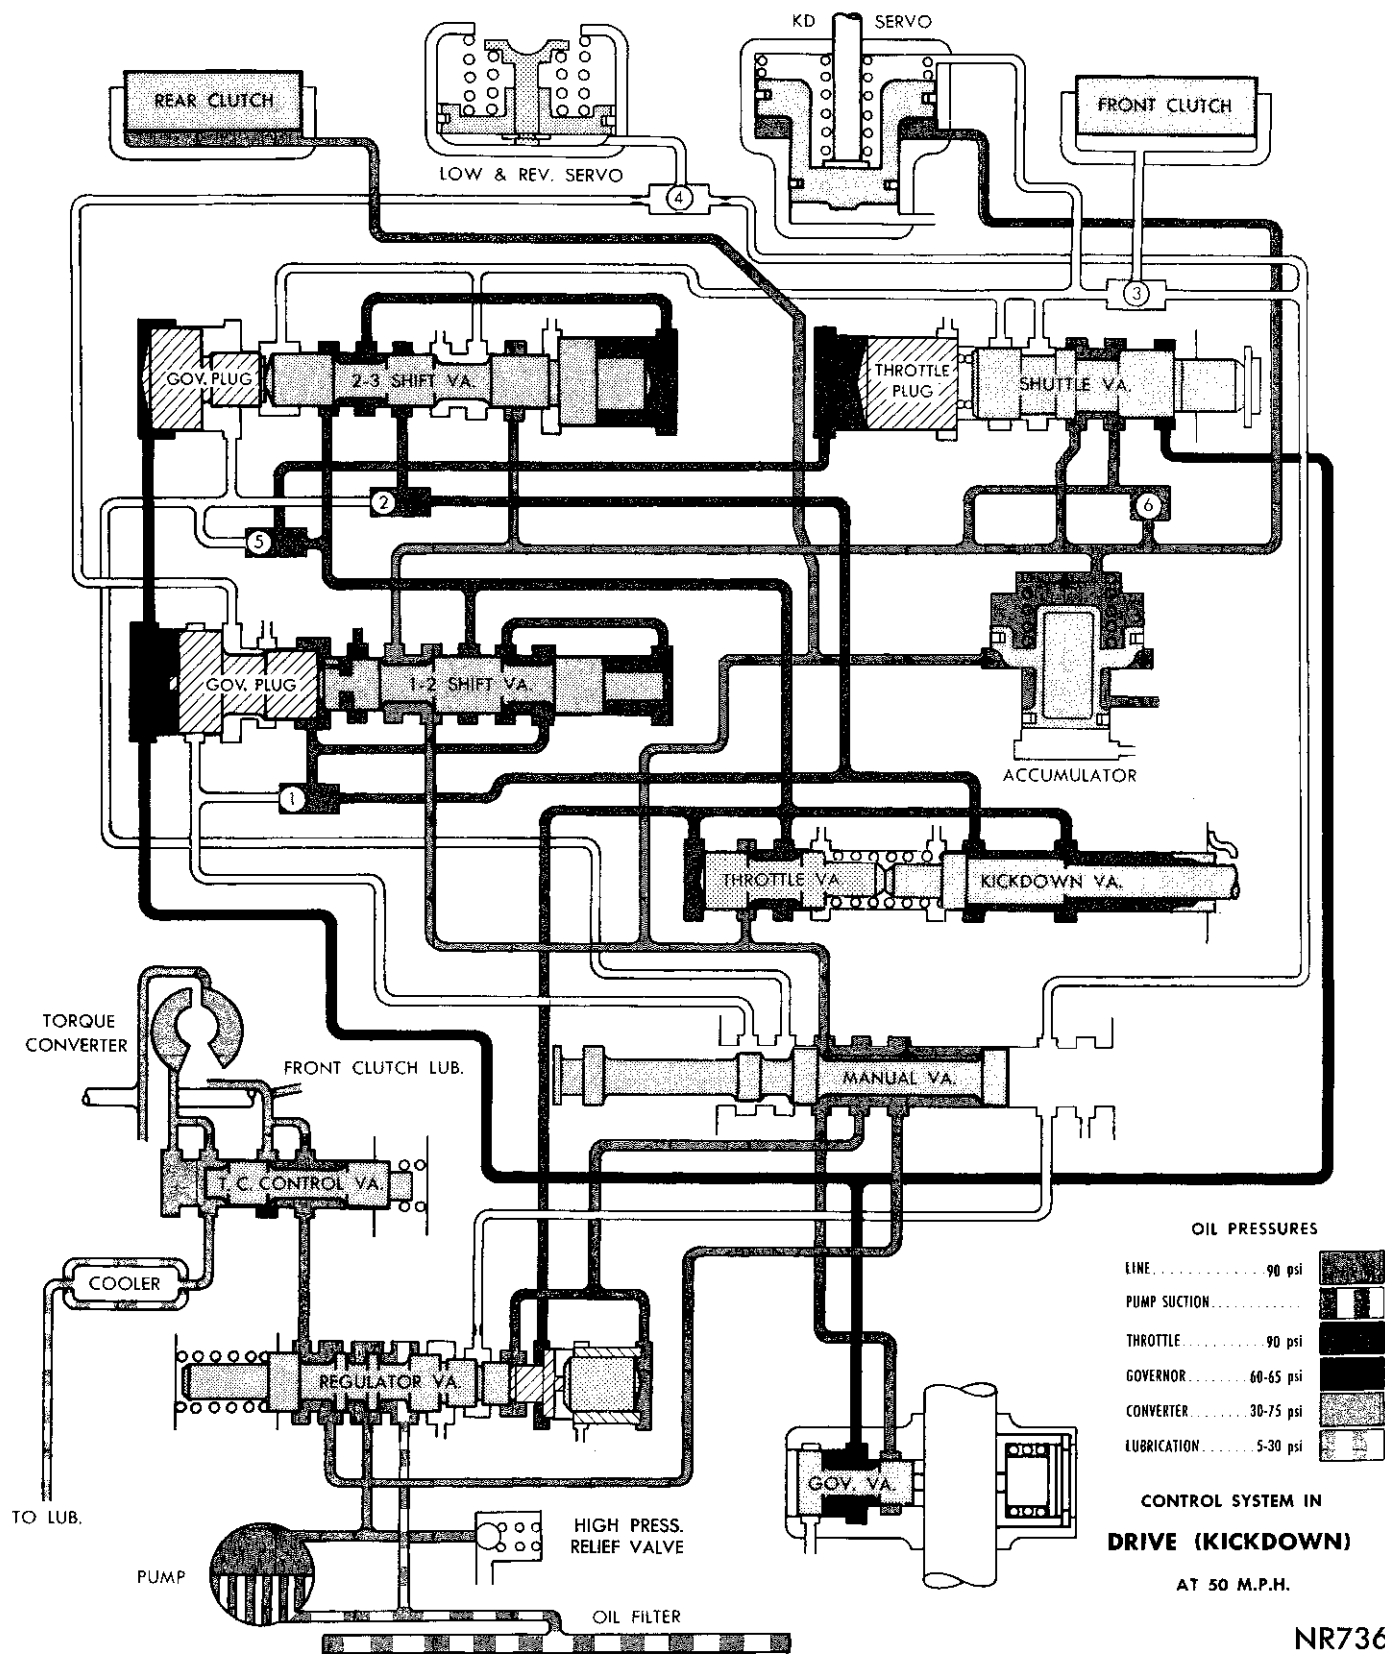 KD SERVO
REAR CLUTCH
FRONT CLUTCH
LOW & REV. SERVO
4
3
GOV. PLUG
2-3 SHIFT VA.
THROTTLE
PLUG
SHUTTLE VA.
2
6
5
GOV. PLUG
1-2 SHIFT VA.
ACCUMULATOR
1
THROTTLE VA.
KICKDOWN VA.
TORQUE
CONVERTER
FRONT CLUTCH LUB.
MANUAL VA.
T. C. CONTROL VA.
COOLER
OIL PRESSURES
LINE.............90 psi
PUMP SUCTION............
THROTTLE........90 psi
GOVERNOR.......60-65 psi
CONVERTER........30-75 psi
LUBRICATION.......5-30 psi
REGULATOR VA.
GOV. VA.
TO LUB.
HIGH PRESS.
RELIEF VALVE
PUMP
OIL FILTER
CONTROL SYSTEM IN
DRIVE (KICKDOWN)
AT 50 M.P.H.
NR736